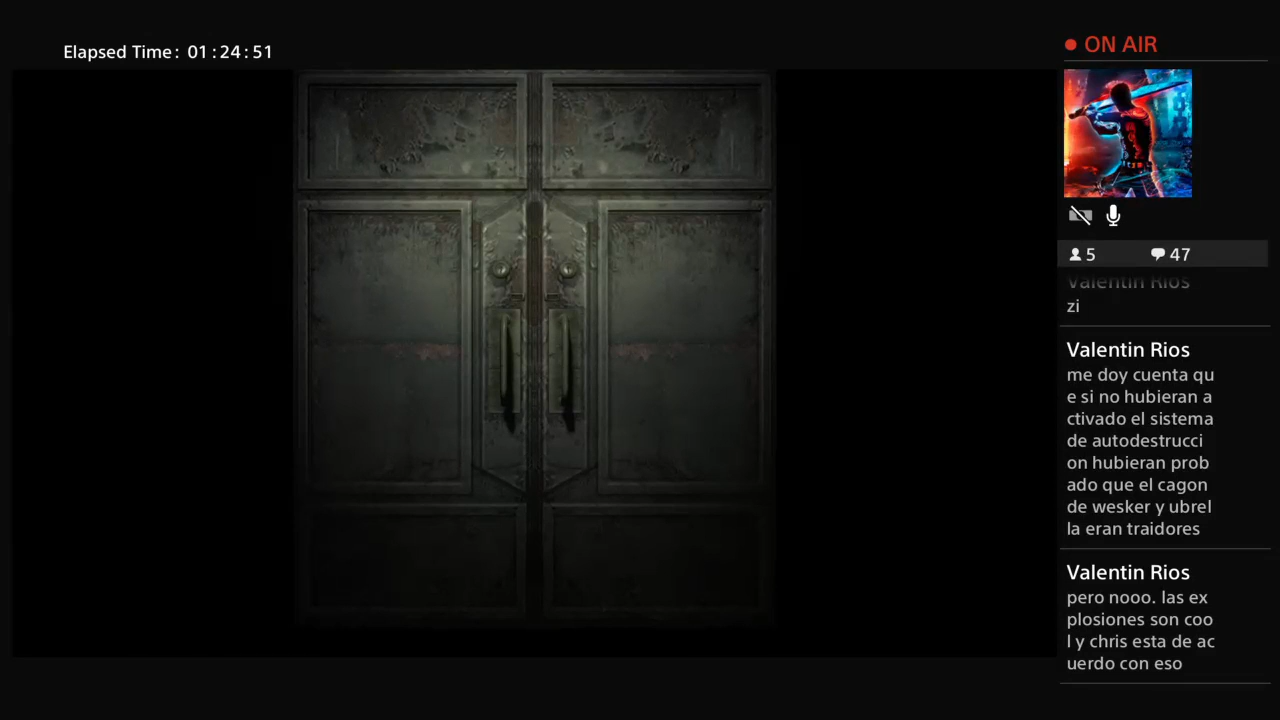 Elapsed Time: 01:24:51
ON AIR
5 47
Valentin Rios
zi
Valentin Rios
me doy cuenta qu
e si no hubieran a
ctivado el sistema
de autodestrucci
on hubieran prob
ado que el cagon
de wesker y ubrel
la eran traidores
Valentin Rios
pero nooo. las ex
plosiones son coo
l y chris esta de ac
uerdo con eso